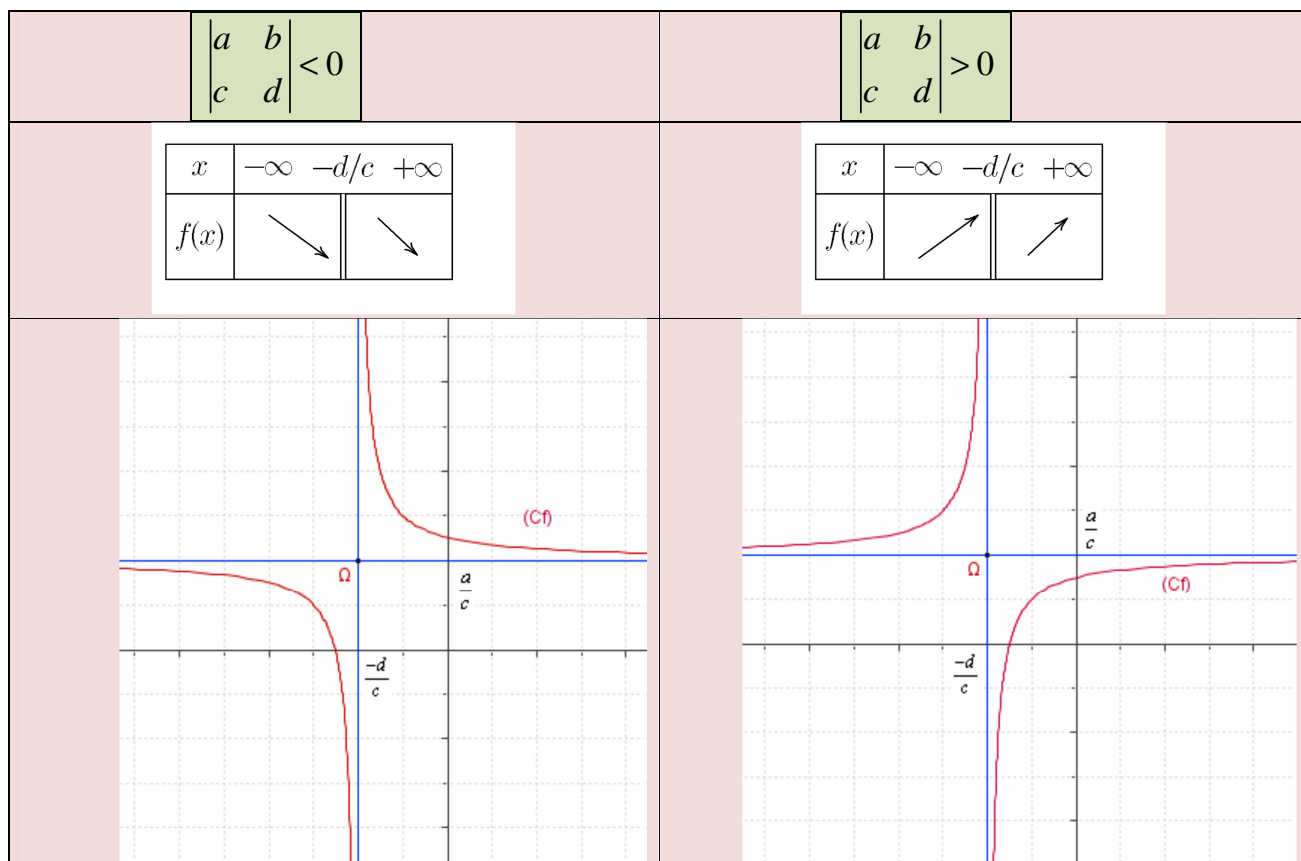 |a b| < 0
|c d|
x −∞ −d/c +∞
f(x)
(Cf)
Ω
a/c
−d/c
|a b| > 0
|c d|
x −∞ −d/c +∞
f(x)
a/c
Ω
(Cf)
−d/c